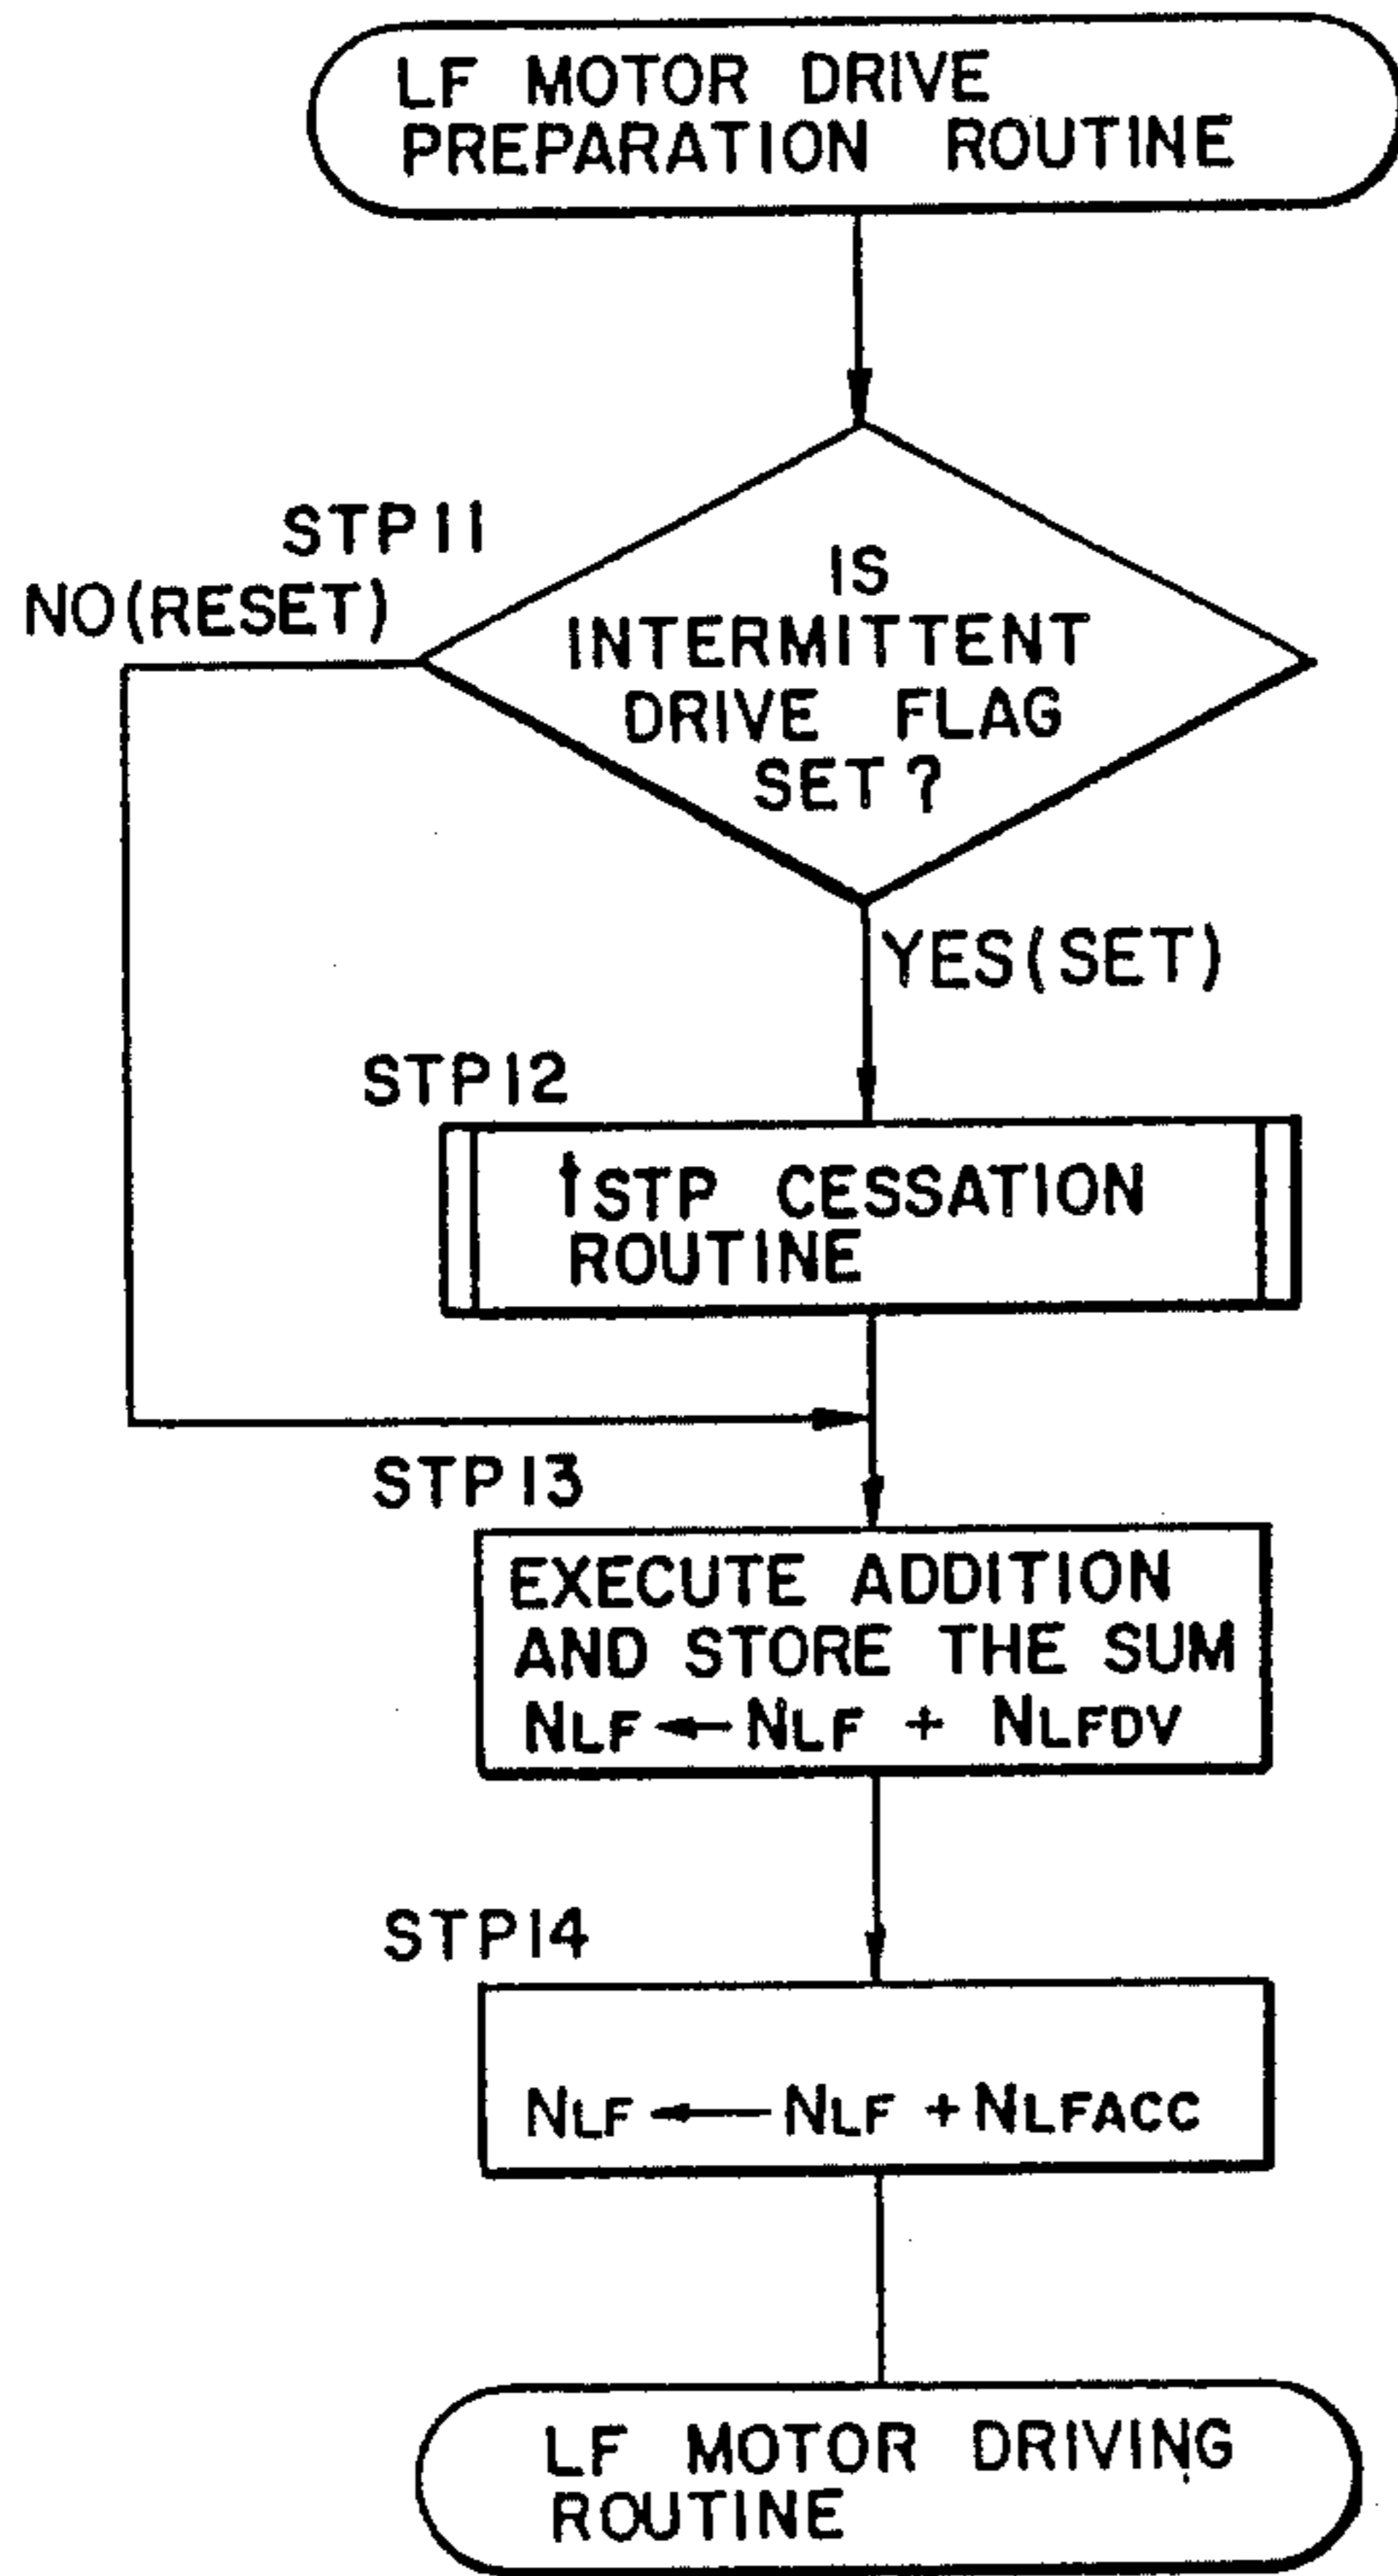 LF MOTOR DRIVE
PREPARATION ROUTINE
STP11
NO(RESET)
IS
INTERMITTENT
DRIVE FLAG
SET?
YES(SET)
STP12
tSTP CESSATION
ROUTINE
STP13
EXECUTE ADDITION
AND STORE THE SUM
NLF ← NLF + NLFDV
STP14
NLF ← NLF + NLFACC
LF MOTOR DRIVING
ROUTINE